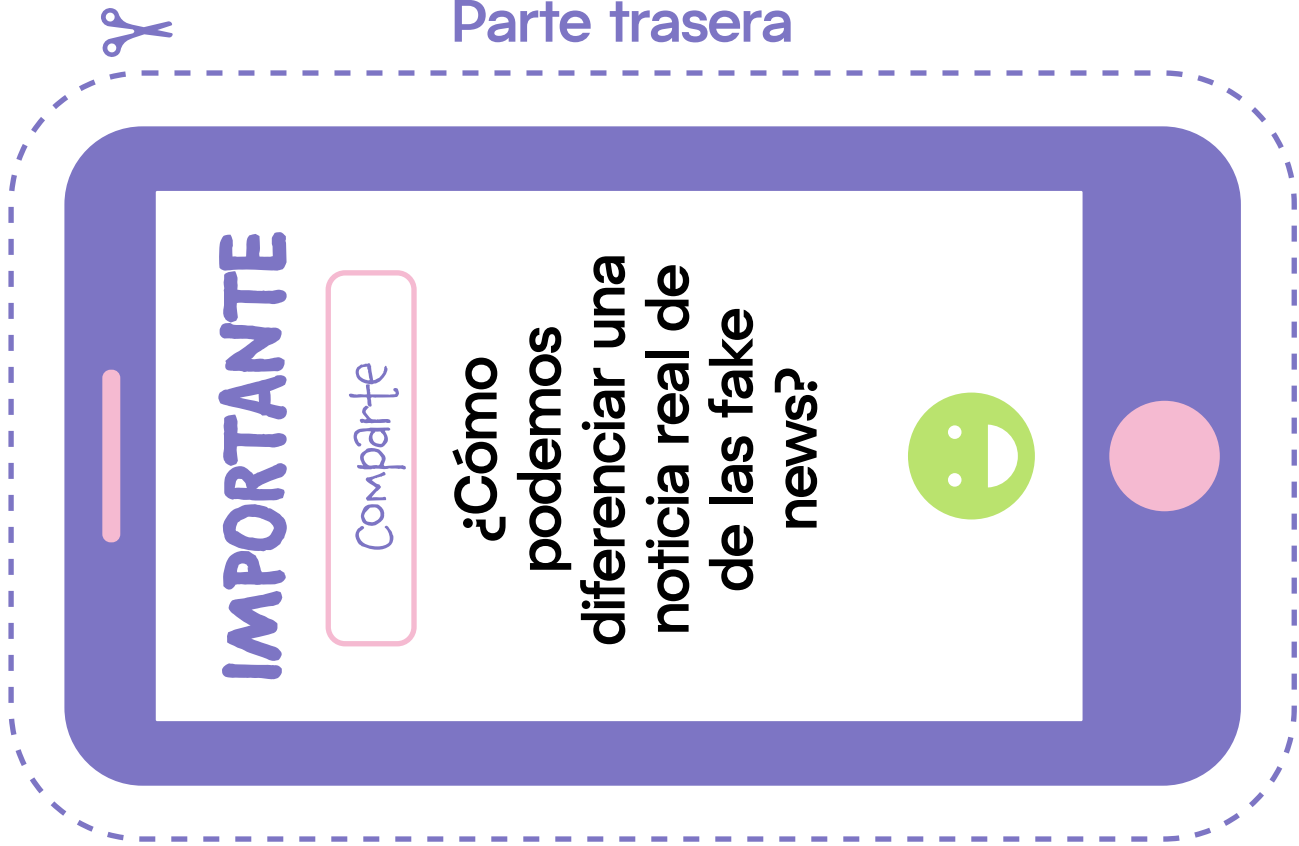 Parte trasera
IMPORTANTE
Comparte
¿Cómo
podemos
diferenciar una
noticia real de
de las fake
news?